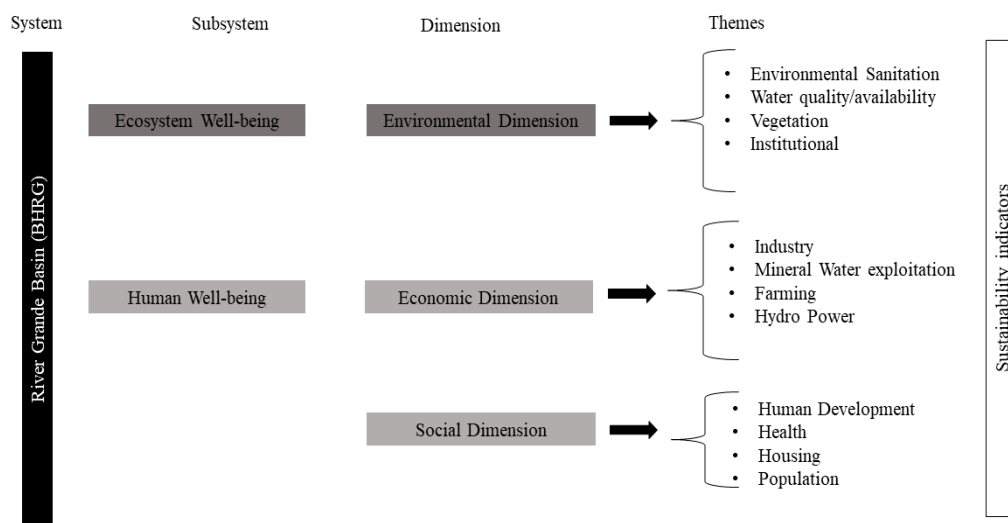 System
Subsystem
Dimension
Themes
River Grande Basin (BHRG)
Ecosystem Well-being
Environmental Dimension
• Environmental Sanitation
• Water quality/availability
• Vegetation
• Institutional
Human Well-being
Economic Dimension
• Industry
• Mineral Water exploitation
• Farming
• Hydro Power
Social Dimension
• Human Development
• Health
• Housing
• Population
Sustainability indicators